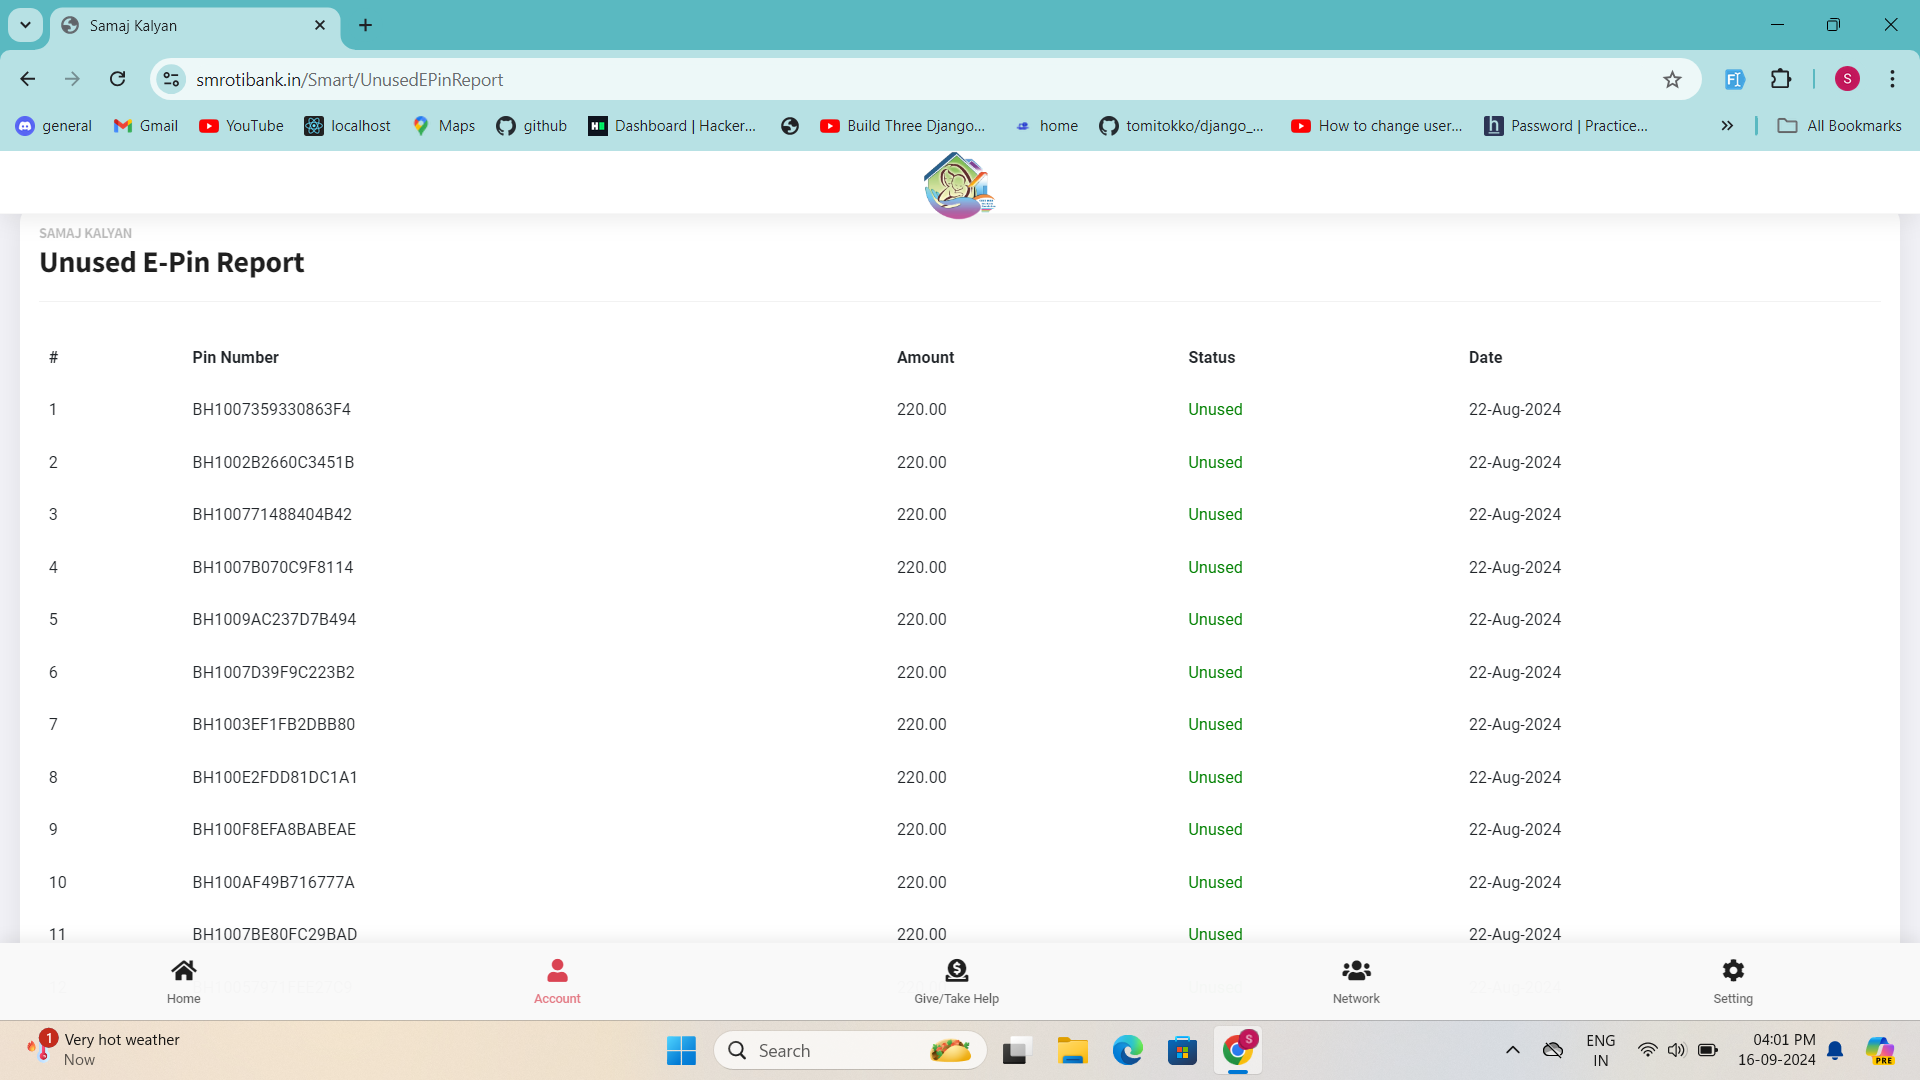 Samaj Kalyan
smrotibank.in/Smart/UnusedEPinReport
general Gmail YouTube localhost Maps github Dashboard | Hacker... Build Three Django... home tomitokko/django_... How to change user... Password | Practice... All Bookmarks
SAMAJ KALYAN
Unused E-Pin Report
# Pin Number Amount Status Date
1 BH1007359330863F4 220.00 Unused 22-Aug-2024
2 BH1002B2660C3451B 220.00 Unused 22-Aug-2024
3 BH100771488404B42 220.00 Unused 22-Aug-2024
4 BH1007B070C9F8114 220.00 Unused 22-Aug-2024
5 BH1009AC237D7B494 220.00 Unused 22-Aug-2024
6 BH1007D39F9C223B2 220.00 Unused 22-Aug-2024
7 BH1003EF1FB2DBB80 220.00 Unused 22-Aug-2024
8 BH100E2FDD81DC1A1 220.00 Unused 22-Aug-2024
9 BH100F8EFA8BABEAE 220.00 Unused 22-Aug-2024
10 BH100AF49B716777A 220.00 Unused 22-Aug-2024
11 BH1007BE80FC29BAD 220.00 Unused 22-Aug-2024
Home Account Give/Take Help Network Setting
1 Very hot weather
Now
Search
ENG
IN
04:01 PM
16-09-2024
PRE